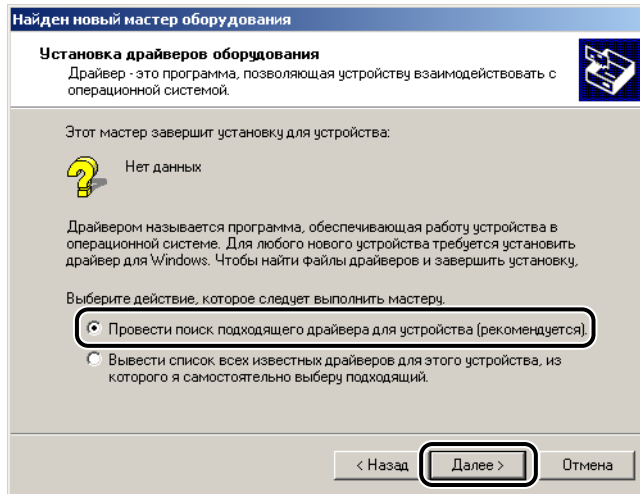 Найден новый мастер оборудования
Установка драйверов оборудования
Драйвер - это программа, позволяющая устройству взаимодействовать с
операционной системой.
Этот мастер завершит установку для устройства:
Нет данных
Драйвером называется программа, обеспечивающая работу устройства в
операционной системе. Для любого нового устройства требуется установить
драйвер для Windows. Чтобы найти файлы драйверов и завершить установку,
Выберите действие, которое следует выполнить мастеру.
Провести поиск подходящего драйвера для устройства (рекомендуется).
Вывести список всех известных драйверов для этого устройства, из
которого я самостоятельно выберу подходящий.
< Назад Далее > Отмена